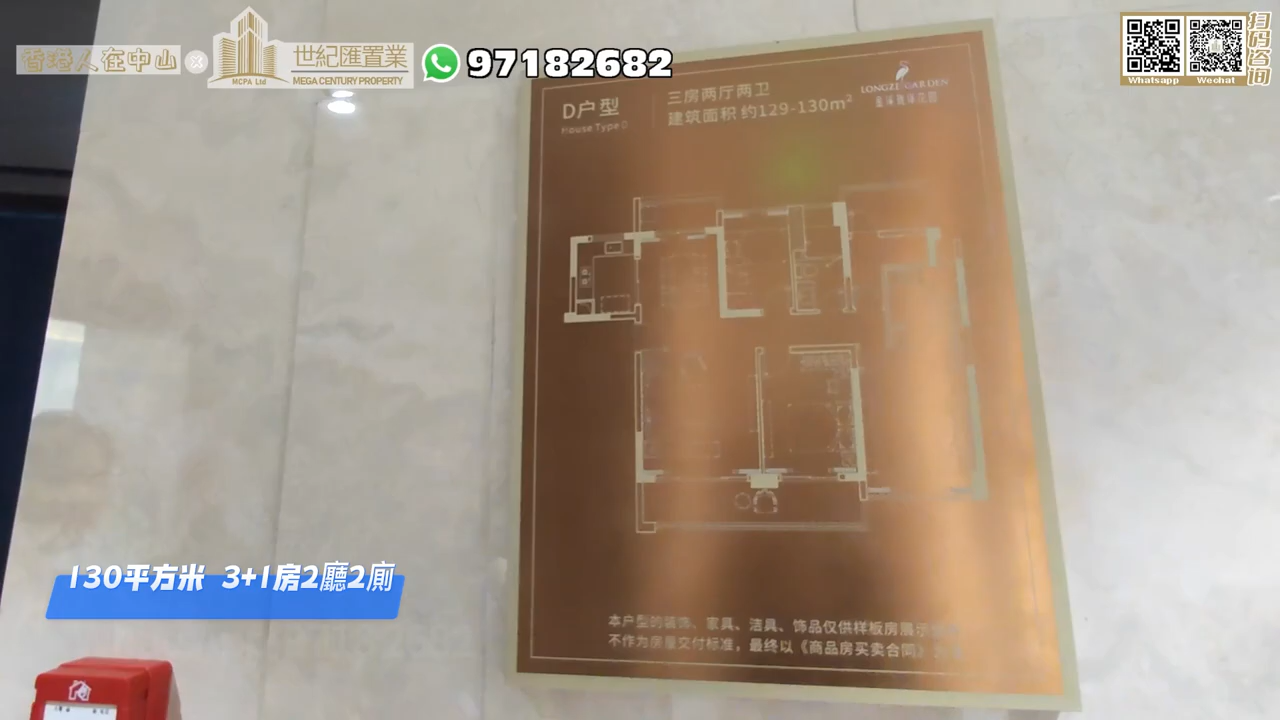 香港人在中山
MCPA Ltd
世紀匯置業
MEGA CENTURY PROPERTY
97182682
Whatsapp
Wechat
扫码咨询
D户型
House Type D
三房两厅两卫
建筑面积 约129-130m²
LONGZE GARDEN
130平方米 3+1房2廳2廁
本户型的装饰、家具、洁具、饰品仅供样板房展示
不作为房屋交付标准，最终以《商品房买卖合同》